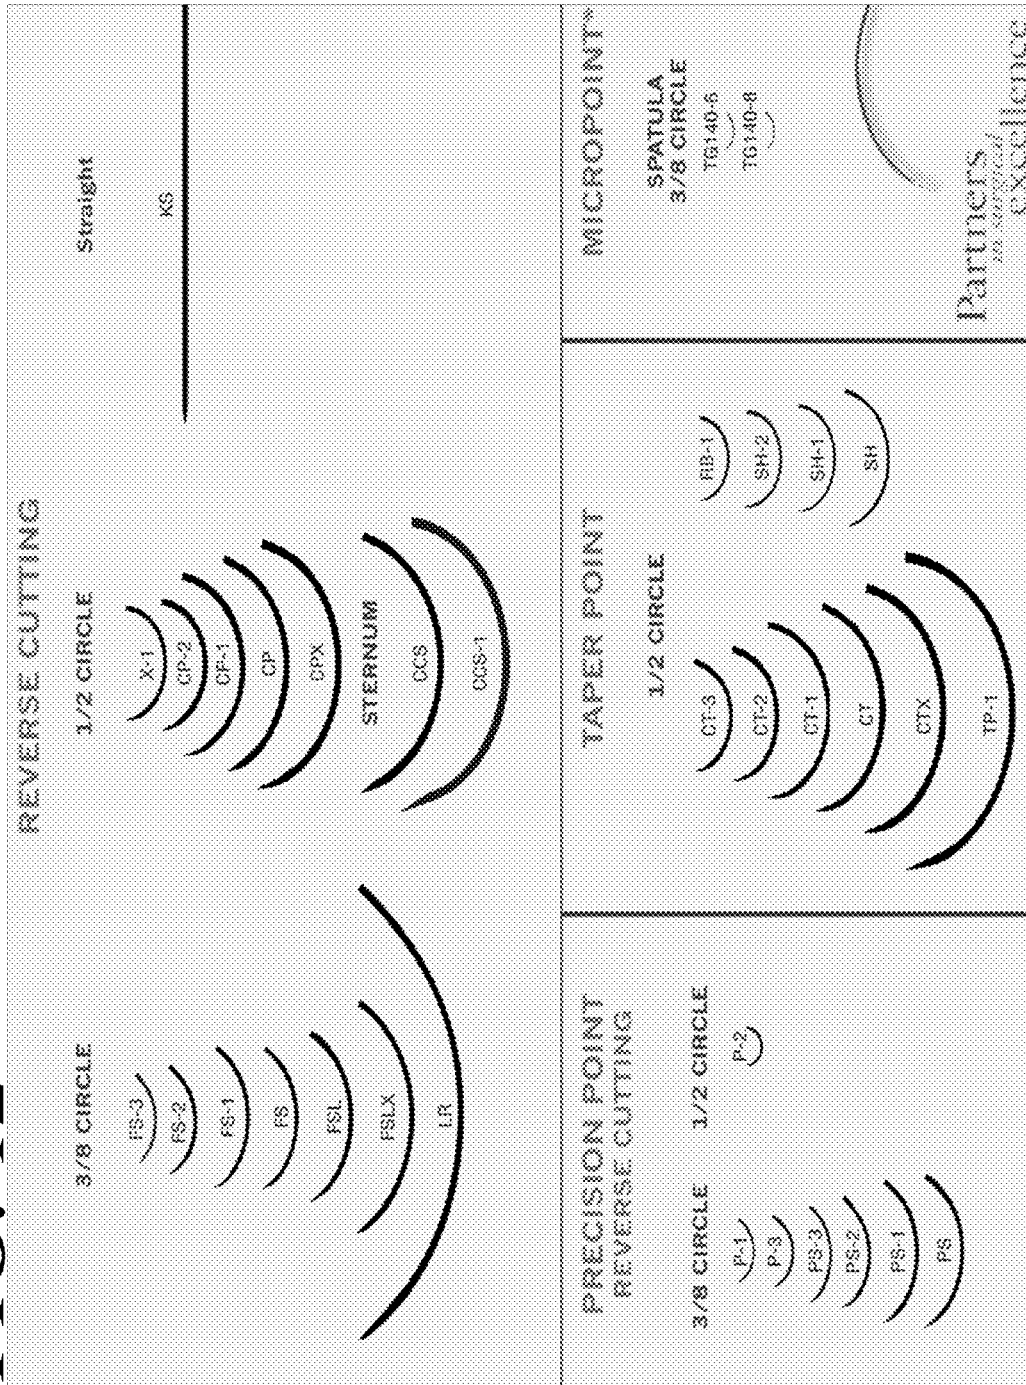 REVERSE CUTTING
3/8 CIRCLE
FS-3
FS-2
FS-1
FS
FSL
FSLX
LR
1/2 CIRCLE
X-1
CP-2
CP-1
CP
CPX
STERNUM
CCS
CCS-1
Straight
KS
PRECISION POINT
REVERSE CUTTING
3/8 CIRCLE
P-1
P-3
PS-3
PS-2
PS-1
PS
1/2 CIRCLE
P-2
TAPER POINT
1/2 CIRCLE
CT-3
CT-2
CT-1
CT
CTX
TP-1
RB-1
SH-2
SH-1
SH
MICROPOINT
SPATULA
3/8 CIRCLE
TG140-6
TG140-8
Partners
in surgical
excellence